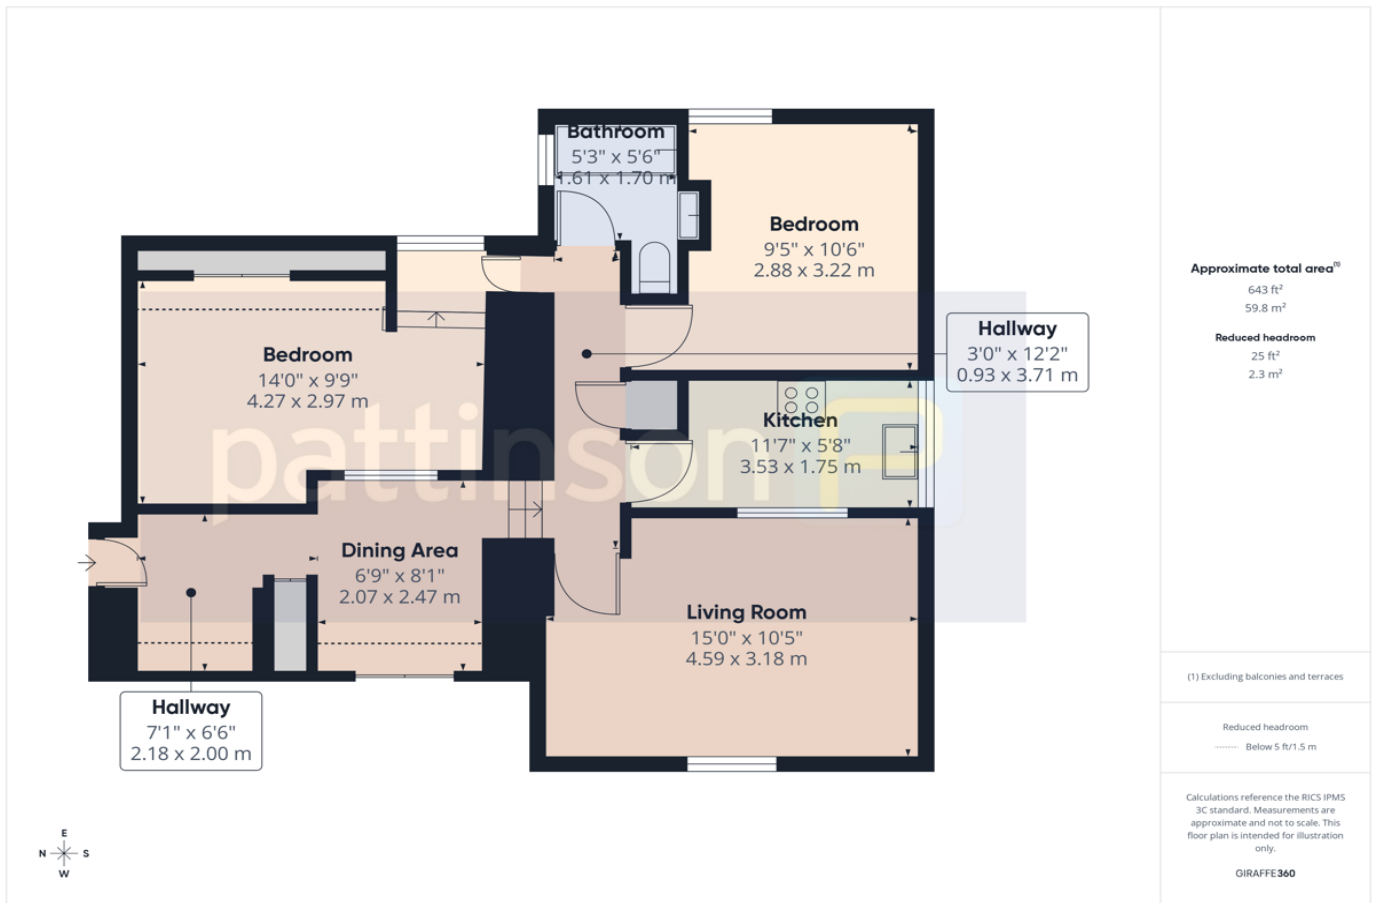 Bathroom
5'3" x 5'6"
1.61 x 1.70 m
Bedroom
9'5" x 10'6"
2.88 x 3.22 m
Hallway
3'0" x 12'2"
0.93 x 3.71 m
Bedroom
14'0" x 9'9"
4.27 x 2.97 m
Kitchen
11'7" x 5'8"
3.53 x 1.75 m
pattinson
Dining Area
6'9" x 8'1"
2.07 x 2.47 m
Living Room
15'0" x 10'5"
4.59 x 3.18 m
Hallway
7'1" x 6'6"
2.18 x 2.00 m
E
N S
W
Approximate total area(1)
643 ft²
59.8 m²
Reduced headroom
25 ft²
2.3 m²
(1) Excluding balconies and terraces
Reduced headroom
Below 5 ft/1.5 m
Calculations reference the RICS IPMS
3C standard. Measurements are
approximate and not to scale. This
floor plan is intended for illustration
only.
GIRAFFE360